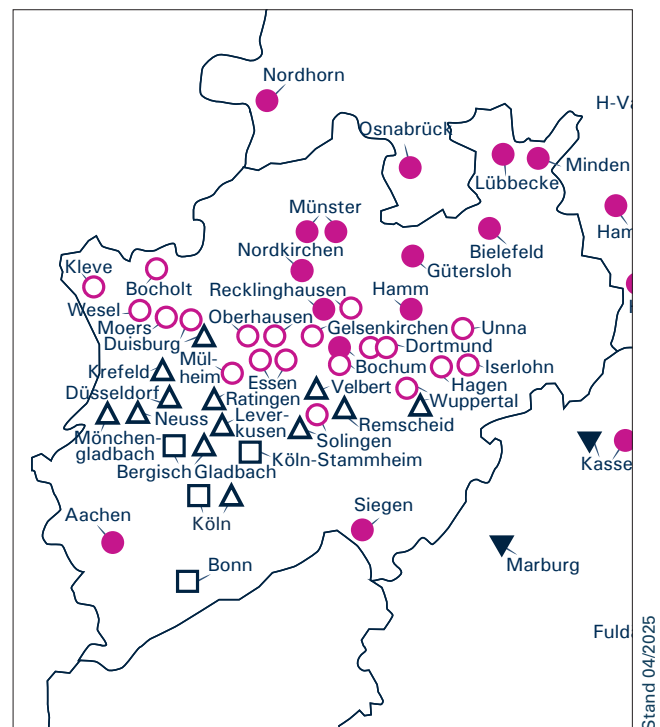 Nordhorn
H-Va
Osnabrück
Minden
Lübbecke
Münster
Ham
Nordkirchen
Bielefeld
Gütersloh
Kleve
Bocholt
Recklinghausen
Hamm
Wesel
Moers
Duisburg
Oberhausen
Gelsenkirchen
Unna
Dortmund
Mül-
heim
Essen
Bochum
Iserlohn
Hagen
Krefeld
Velbert
Düsseldorf
Ratingen
Wuppertal
Neuss
Lever-
kusen
Remscheid
Solingen
Mönchen-
gladbach
Bergisch Gladbach
Köln-Stammheim
Kasse
Köln
Aachen
Siegen
Bonn
Marburg
Fulda
Stand 04/2025